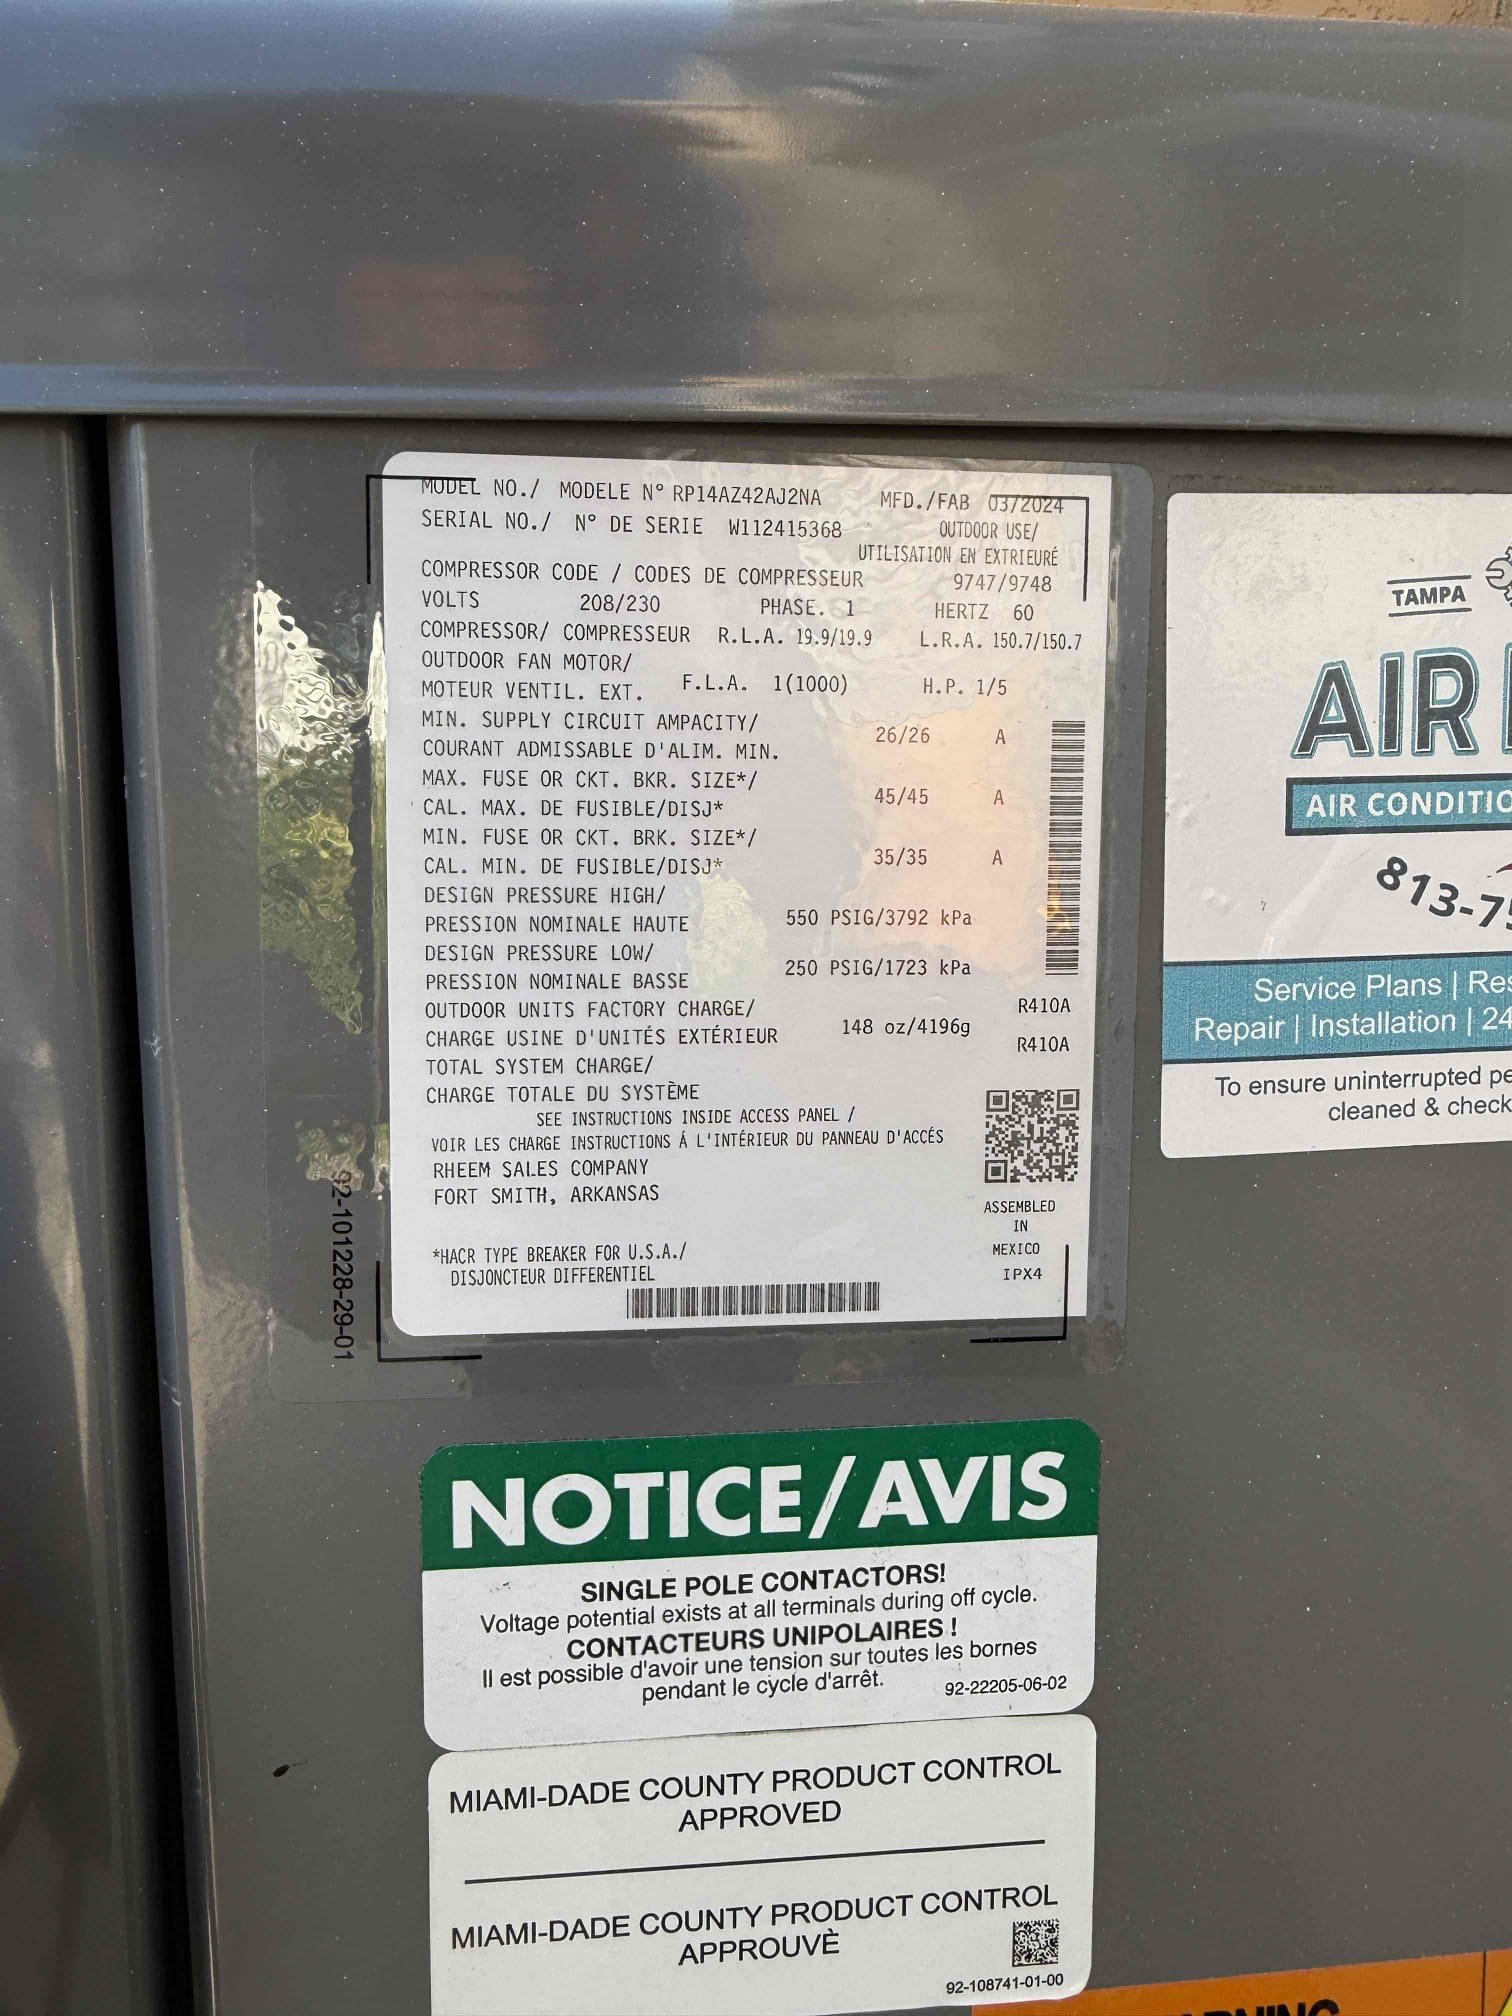 MODEL NO./ MODELE N° RP14AZ42AJ2NA MFD./FAB 03/2024
SERIAL NO./ N° DE SERIE W112415368 OUTDOOR USE/
UTILISATION EN EXTRIEURÉ
COMPRESSOR CODE / CODES DE COMPRESSEUR 9747/9748
VOLTS 208/230 PHASE. 1 HERTZ 60
COMPRESSOR/ COMPRESSEUR R.L.A. 19.9/19.9 L.R.A. 150.7/150.7
OUTDOOR FAN MOTOR/
MOTEUR VENTIL. EXT. F.L.A. 1(1000) H.P. 1/5
MIN. SUPPLY CIRCUIT AMPACITY/
COURANT ADMISSABLE D'ALIM. MIN. 26/26 A
MAX. FUSE OR CKT. BKR. SIZE*/
CAL. MAX. DE FUSIBLE/DISJ* 45/45 A
MIN. FUSE OR CKT. BRK. SIZE*/
CAL. MIN. DE FUSIBLE/DISJ* 35/35 A
DESIGN PRESSURE HIGH/
PRESSION NOMINALE HAUTE 550 PSIG/3792 kPa
DESIGN PRESSURE LOW/
PRESSION NOMINALE BASSE 250 PSIG/1723 kPa
OUTDOOR UNITS FACTORY CHARGE/ R410A
CHARGE USINE D'UNITÉS EXTÉRIEUR 148 oz/4196g R410A
TOTAL SYSTEM CHARGE/
CHARGE TOTALE DU SYSTÈME
SEE INSTRUCTIONS INSIDE ACCESS PANEL /
VOIR LES CHARGE INSTRUCTIONS Á L'INTÉRIEUR DU PANNEAU D'ACCÉS
RHEEM SALES COMPANY
FORT SMITH, ARKANSAS
ASSEMBLED
IN
MEXICO
IPX4
*HACR TYPE BREAKER FOR U.S.A./
DISJONCTEUR DIFFERENTIEL
92-101228-29-01
TAMPA
AIR
AIR CONDITIO
813-7
Service Plans | Res
Repair | Installation | 24
To ensure uninterrupted pe
cleaned & check
NOTICE/AVIS
SINGLE POLE CONTACTORS!
Voltage potential exists at all terminals during off cycle.
CONTACTEURS UNIPOLAIRES !
Il est possible d'avoir une tension sur toutes les bornes
pendant le cycle d'arrêt. 92-22205-06-02
MIAMI-DADE COUNTY PRODUCT CONTROL
APPROVED
MIAMI-DADE COUNTY PRODUCT CONTROL
APPROUVÈ
92-108741-01-00